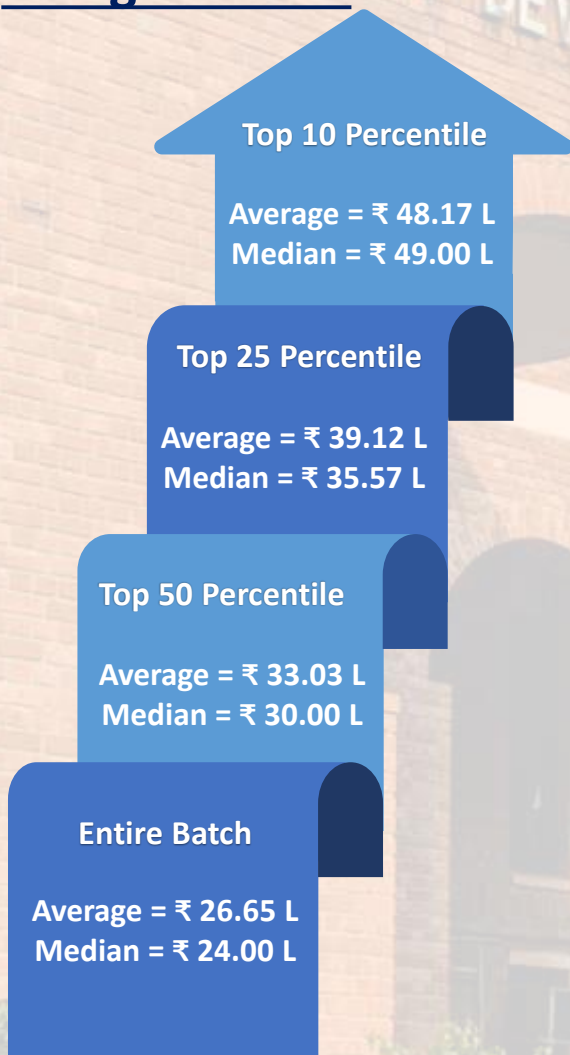 Top 10 Percentile
Average = ₹ 48.17 L
Median = ₹ 49.00 L
Top 25 Percentile
Average = ₹ 39.12 L
Median = ₹ 35.57 L
Top 50 Percentile
Average = ₹ 33.03 L
Median = ₹ 30.00 L
Entire Batch
Average = ₹ 26.65 L
Median = ₹ 24.00 L